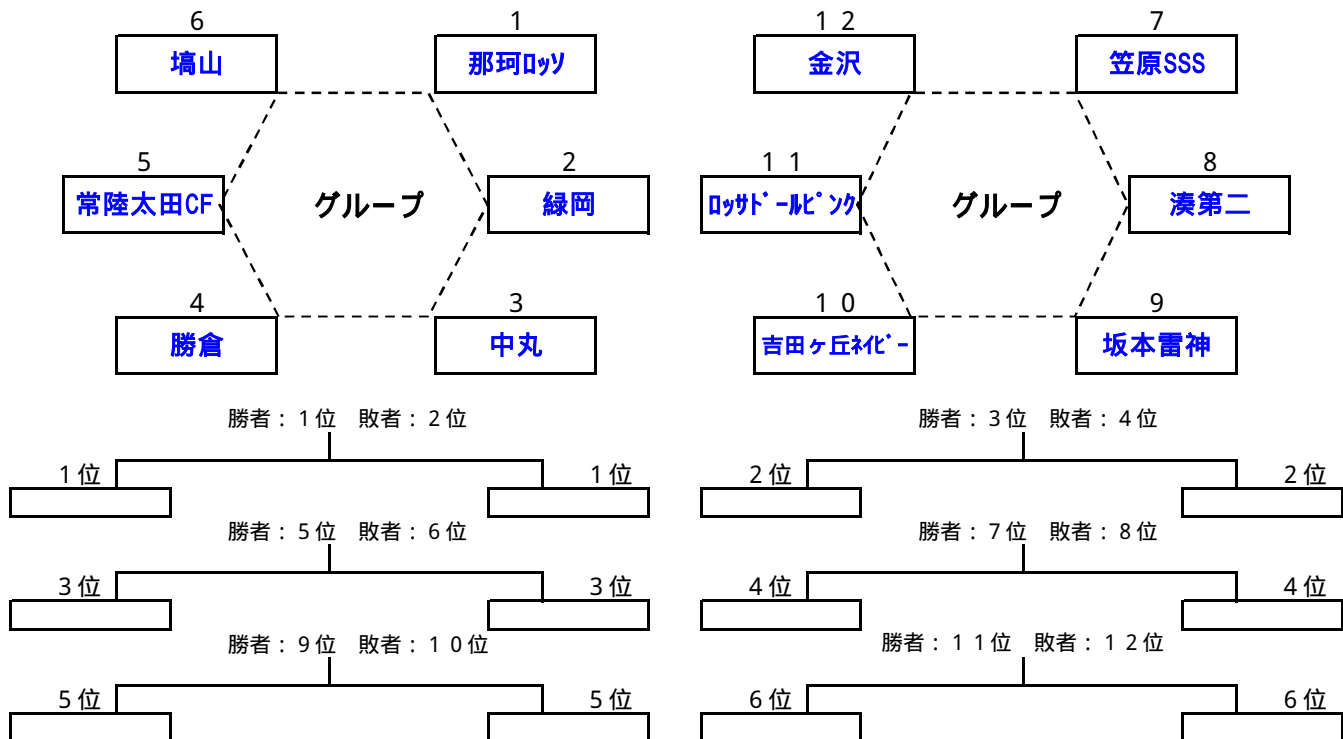 6
塙山
1
那珂ﾛｯｿ
１２
金沢
7
笠原SSS
5
常陸太田CF
グループ
2
緑岡
１１
ﾛｯｻﾄﾞｰﾙﾋﾟﾝｸ
グループ
8
湊第二
4
勝倉
3
中丸
１０
吉田ヶ丘ﾈｲﾋﾞｰ
9
坂本雷神
勝者：1位　敗者：2位
勝者：3位　敗者：4位
1位
1位
2位
2位
勝者：5位　敗者：6位
勝者：7位　敗者：8位
3位
3位
4位
4位
勝者：9位　敗者：１０位
勝者：１１位　敗者：１２位
5位
5位
6位
6位